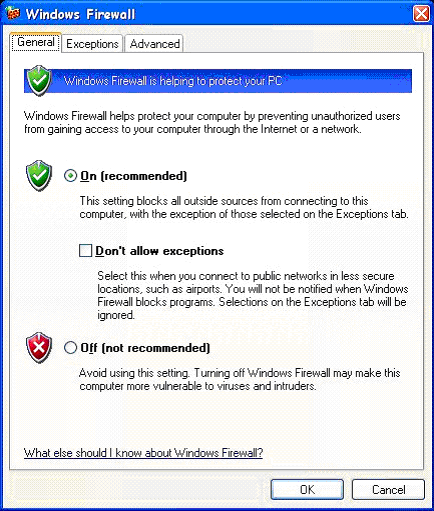 Windows Firewall
General Exceptions Advanced
Windows Firewall is helping to protect your PC
Windows Firewall helps protect your computer by preventing unauthorized users
from gaining access to your computer through the Internet or a network.
On (recommended)
This setting blocks all outside sources from connecting to this
computer, with the exception of those selected on the Exceptions tab.
Don't allow exceptions
Select this when you connect to public networks in less secure
locations, such as airports. You will not be notified when Windows
Firewall blocks programs. Selections on the Exceptions tab will be
ignored.
Off (not recommended)
Avoid using this setting. Turning off Windows Firewall may make this
computer more vulnerable to viruses and intruders.
What else should I know about Windows Firewall?
OK Cancel